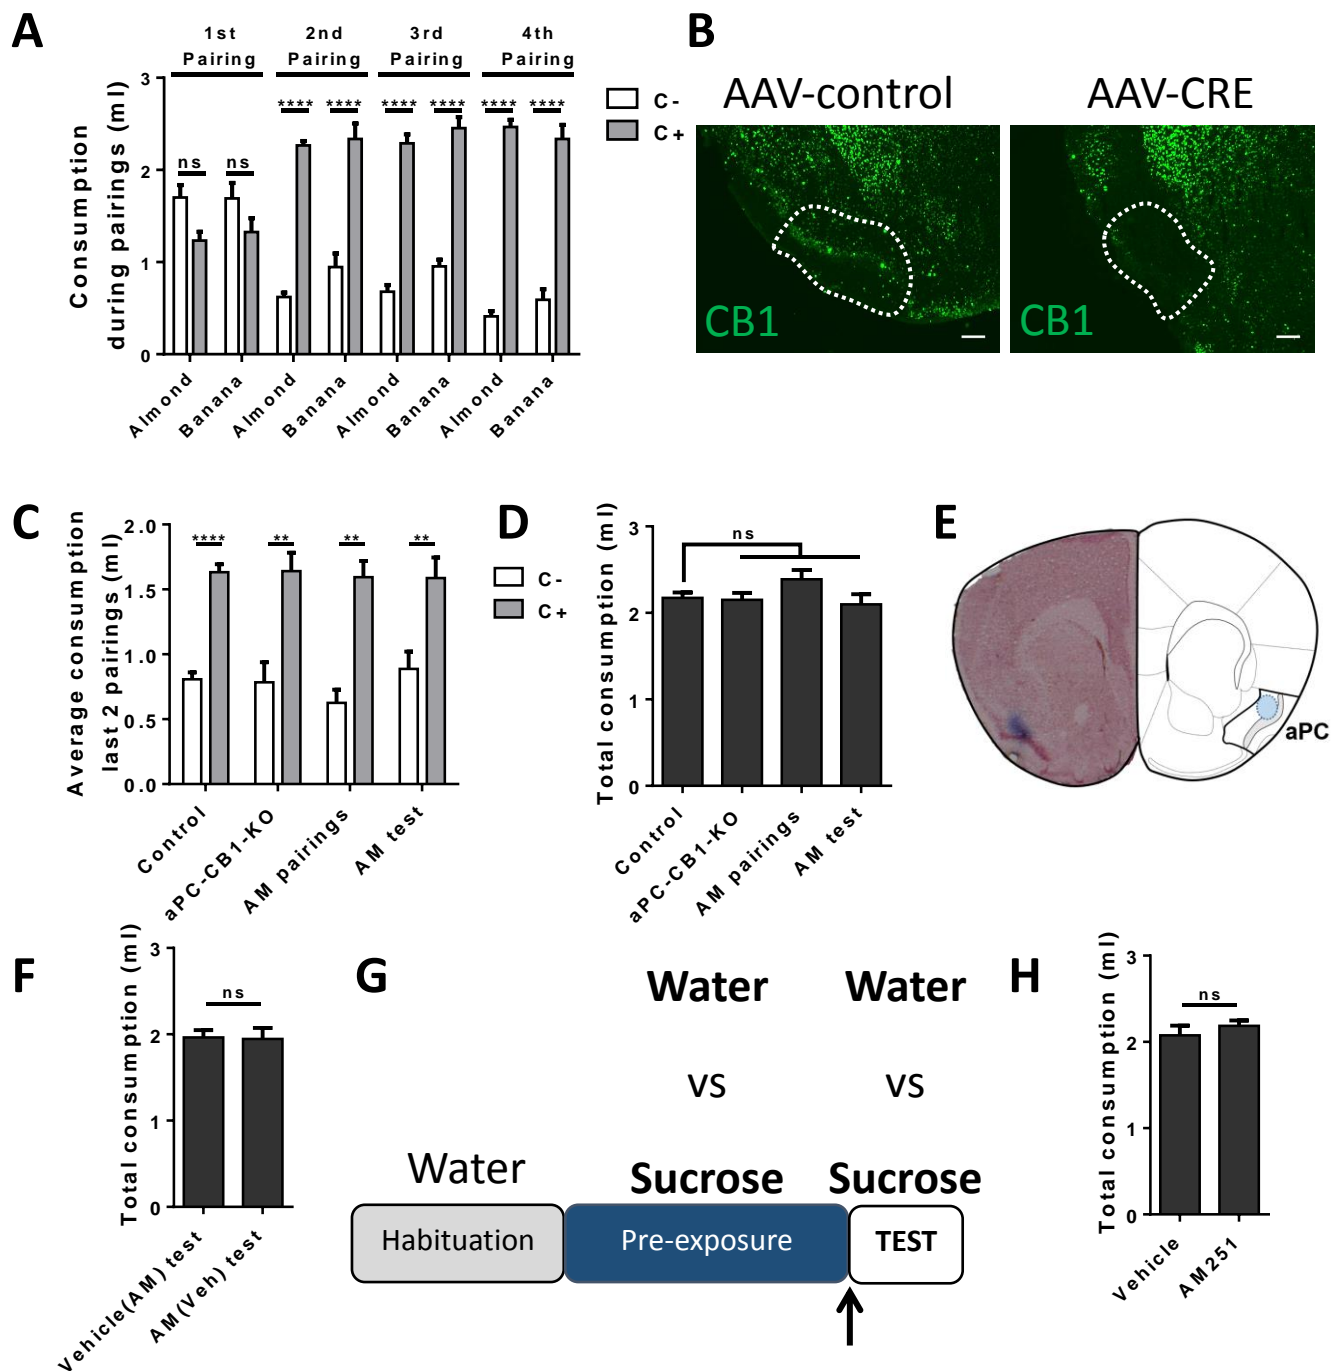 A
1st Pairing
2nd Pairing
3rd Pairing
4th Pairing
Consumption during pairings (ml)
3
2
1
0
ns
ns
****
****
****
****
****
****
C-
C+
Almond
Banana
Almond
Banana
Almond
Banana
Almond
Banana
B
AAV-control
AAV-CRE
CB1
CB1
C
Average consumption last 2 pairings (ml)
2.0
1.5
1.0
0.5
0.0
****
**
**
**
C-
C+
Control
aPC-CB1-KO
AM pairings
AM test
D
Total consumption (ml)
3
2
1
0
ns
Control
aPC-CB1-KO
AM pairings
AM test
E
aPC
F
Total consumption (ml)
3
2
1
0
ns
Vehicle(AM) test
AM(Veh) test
G
Water
Water
vs
vs
Water
Sucrose
Sucrose
Habituation
Pre-exposure
TEST
H
Total consumption (ml)
3
2
1
0
ns
Vehicle
AM251